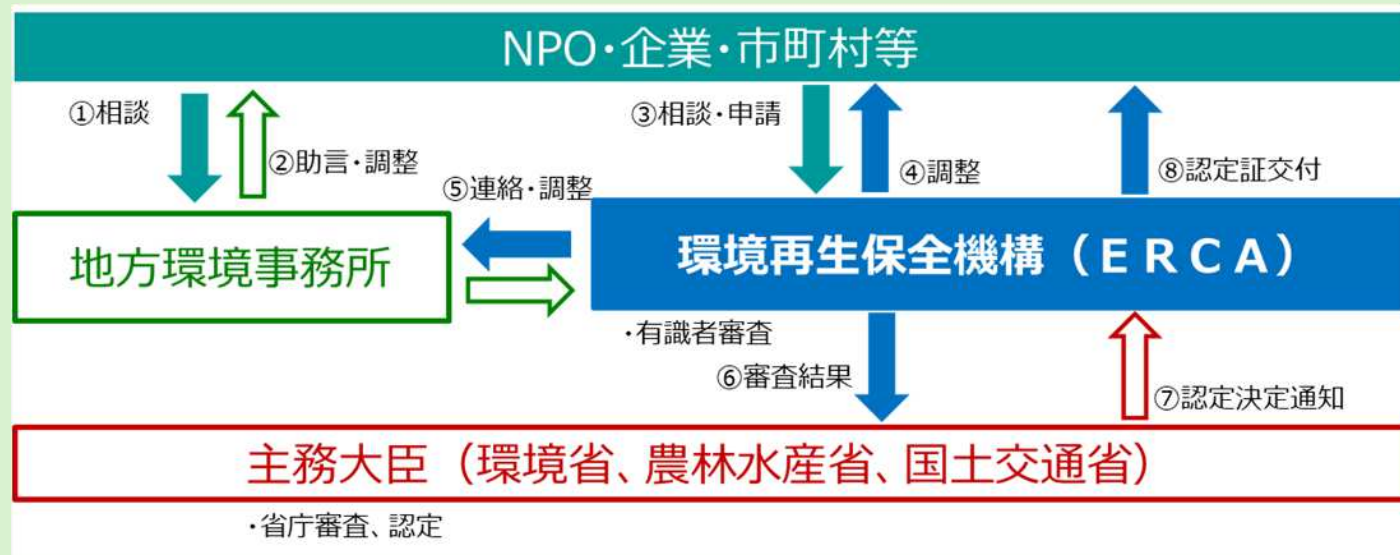 NPO・企業・市町村等
①相談
②助言・調整
③相談・申請
④調整
⑧認定証交付
⑤連絡・調整
地方環境事務所
環境再生保全機構（ＥＲＣＡ）
・有識者審査
⑥審査結果
⑦認定決定通知
主務大臣（環境省、農林水産省、国土交通省）
・省庁審査、認定